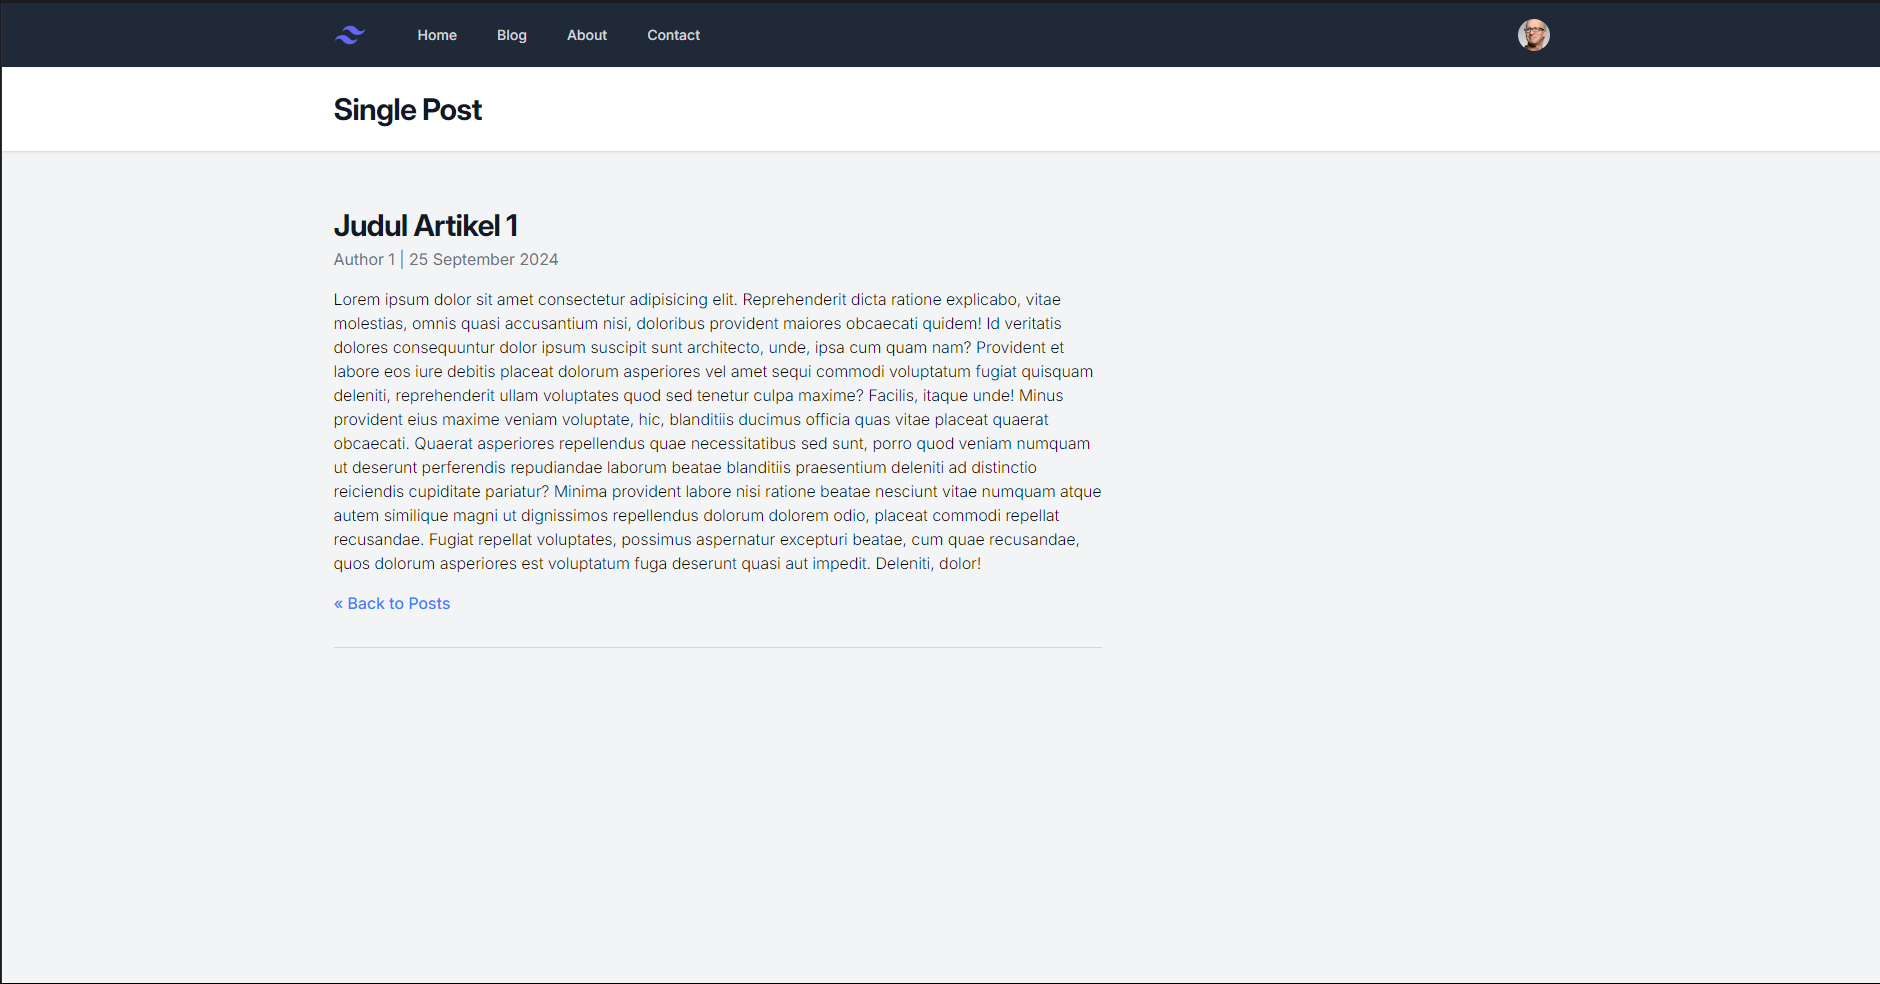 Home Blog About Contact
Single Post
Judul Artikel 1
Author 1 | 25 September 2024
Lorem ipsum dolor sit amet consectetur adipisicing elit. Reprehenderit dicta ratione explicabo, vitae
molestias, omnis quasi accusantium nisi, doloribus provident maiores obcaecati quidem! Id veritatis
dolores consequuntur dolor ipsum suscipit sunt architecto, unde, ipsa cum quam nam? Provident et
labore eos iure debitis placeat dolorum asperiores vel amet sequi commodi voluptatum fugiat quisquam
deleniti, reprehenderit ullam voluptates quod sed tenetur culpa maxime? Facilis, itaque unde! Minus
provident eius maxime veniam voluptate, hic, blanditiis ducimus officia quas vitae placeat quaerat
obcaecati. Quaerat asperiores repellendus quae necessitatibus sed sunt, porro quod veniam numquam
ut deserunt perferendis repudiandae laborum beatae blanditiis praesentium deleniti ad distinctio
reiciendis cupiditate pariatur? Minima provident labore nisi ratione beatae nesciunt vitae numquam atque
autem similique magni ut dignissimos repellendus dolorum dolorem odio, placeat commodi repellat
recusandae. Fugiat repellat voluptates, possimus aspernatur excepturi beatae, cum quae recusandae,
quos dolorum asperiores est voluptatum fuga deserunt quasi aut impedit. Deleniti, dolor!
« Back to Posts